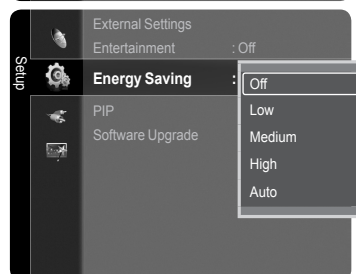 Setup
External Settings
Entertainment : Off
Energy Saving :
Off
Low
Medium
High
Auto
PIP
Software Upgrade